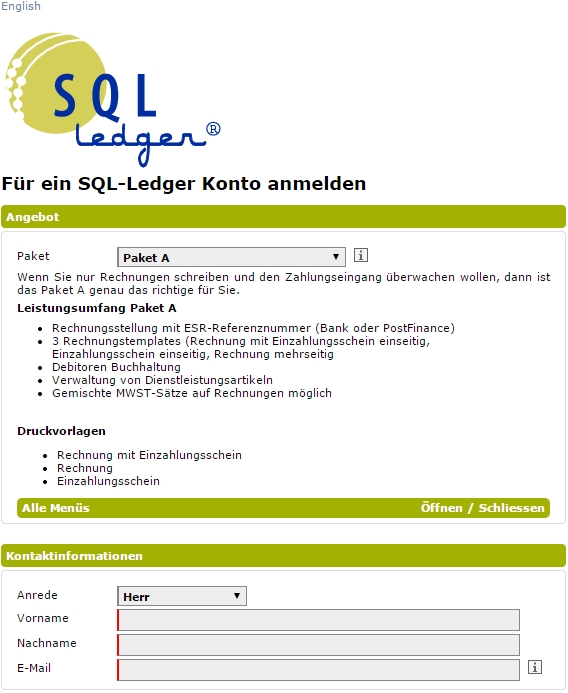 English
SQL
Ledger®
Für ein SQL-Ledger Konto anmelden
Angebot
Paket Paket A
Wenn Sie nur Rechnungen schreiben und den Zahlungseingang überwachen wollen, dann ist
das Paket A genau das richtige für Sie.
Leistungsumfang Paket A
Rechnungsstellung mit ESR-Referenznummer (Bank oder PostFinance)
3 Rechnungstemplates (Rechnung mit Einzahlungsschein einseitig,
Einzahlungsschein einseitig, Rechnung mehrseitig
Debitoren Buchhaltung
Verwaltung von Dienstleistungsartikeln
Gemischte MWST-Sätze auf Rechnungen möglich
Druckvorlagen
Rechnung mit Einzahlungsschein
Rechnung
Einzahlungsschein
Alle Menüs Öffnen / Schliessen
Kontaktinformationen
Anrede Herr
Vorname
Nachname
E-Mail